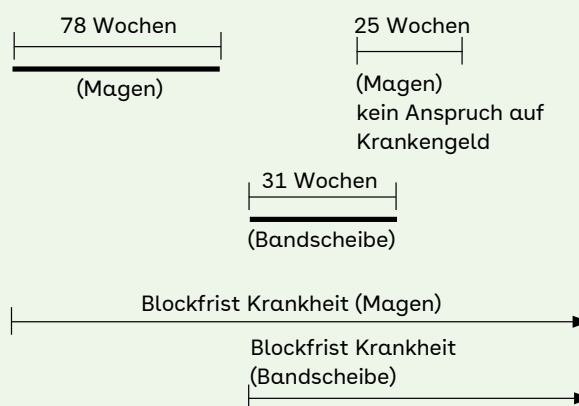 78 Wochen
25 Wochen
(Magen)
(Magen)
kein Anspruch auf
Krankengeld
31 Wochen
(Bandscheibe)
Blockfrist Krankheit (Magen)
Blockfrist Krankheit
(Bandscheibe)